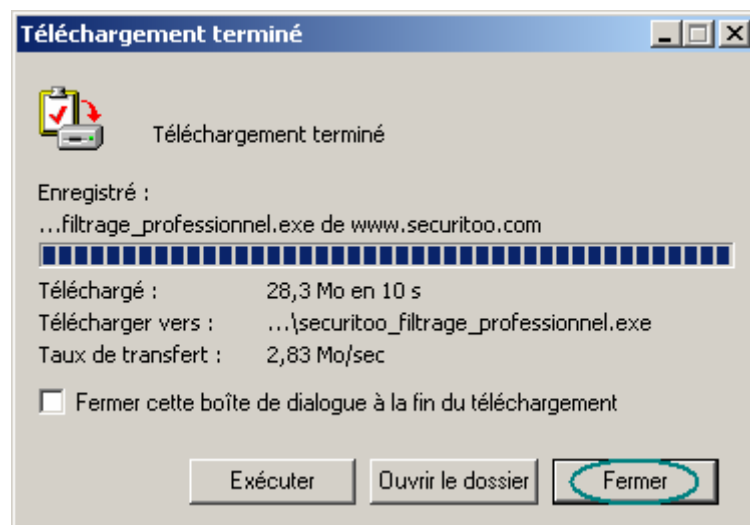 Téléchargement terminé
Téléchargement terminé
Enregistré :
...filtrage_professionnel.exe de www.securitoo.com
Téléchargé : 28,3 Mo en 10 s
Télécharger vers : ...\securitoo_filtrage_professionnel.exe
Taux de transfert : 2,83 Mo/sec
Fermer cette boîte de dialogue à la fin du téléchargement
Exécuter Ouvrir le dossier Fermer